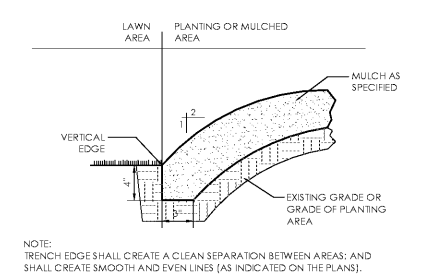 LAWN
AREA
PLANTING OR MULCHED
AREA
MULCH AS
SPECIFIED
2
1
VERTICAL
EDGE
4"
3"
EXISTING GRADE OR
GRADE OF PLANTING
AREA
NOTE:
TRENCH EDGE SHALL CREATE A CLEAN SEPARATION BETWEEN AREAS; AND
SHALL CREATE SMOOTH AND EVEN LINES (AS INDICATED ON THE PLANS).